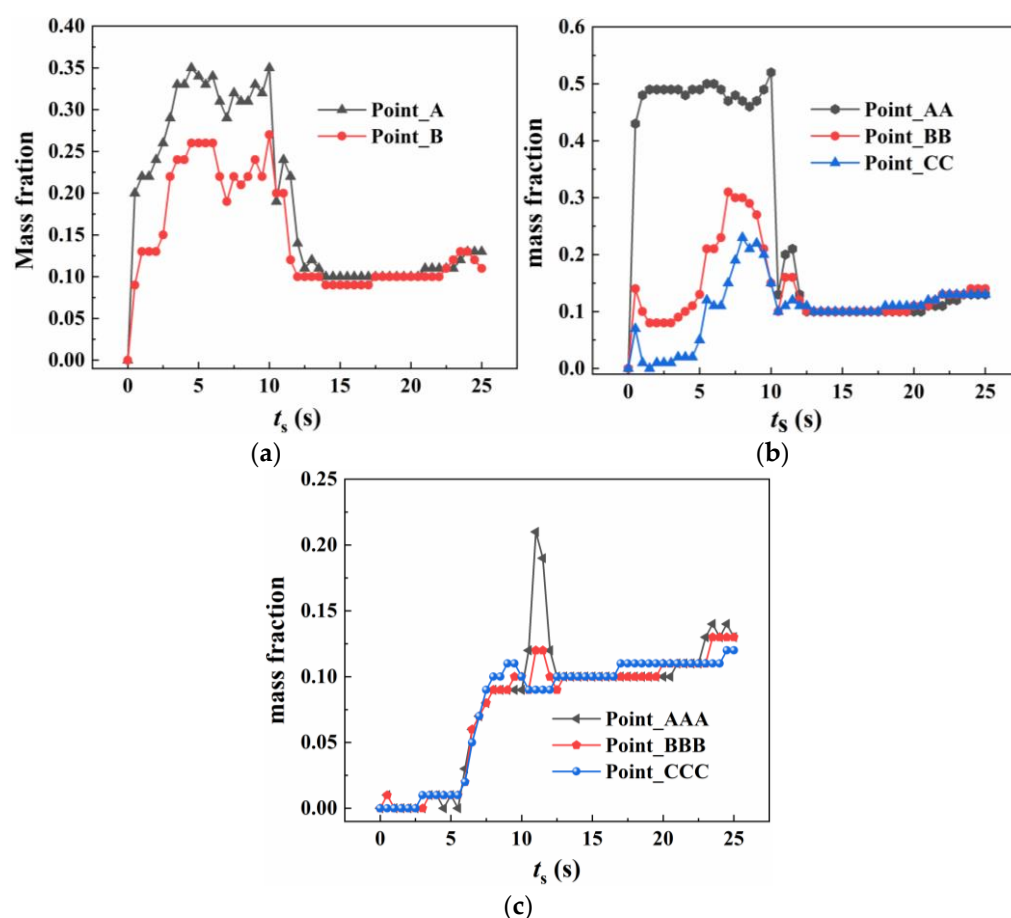 0.40
0.35
0.30
0.25
0.20
0.15
0.10
0.05
0.00
Mass fration
Point_A
Point_B
0 5 10 15 20 25
ts (s)
(a)
0.6
0.5
0.4
0.3
0.2
0.1
0.0
mass fraction
Point_AA
Point_BB
Point_CC
0 5 10 15 20 25
ts (s)
(b)
0.25
0.20
0.15
0.10
0.05
0.00
mass fraction
Point_AAA
Point_BBB
Point_CCC
0 5 10 15 20 25
ts (s)
(c)